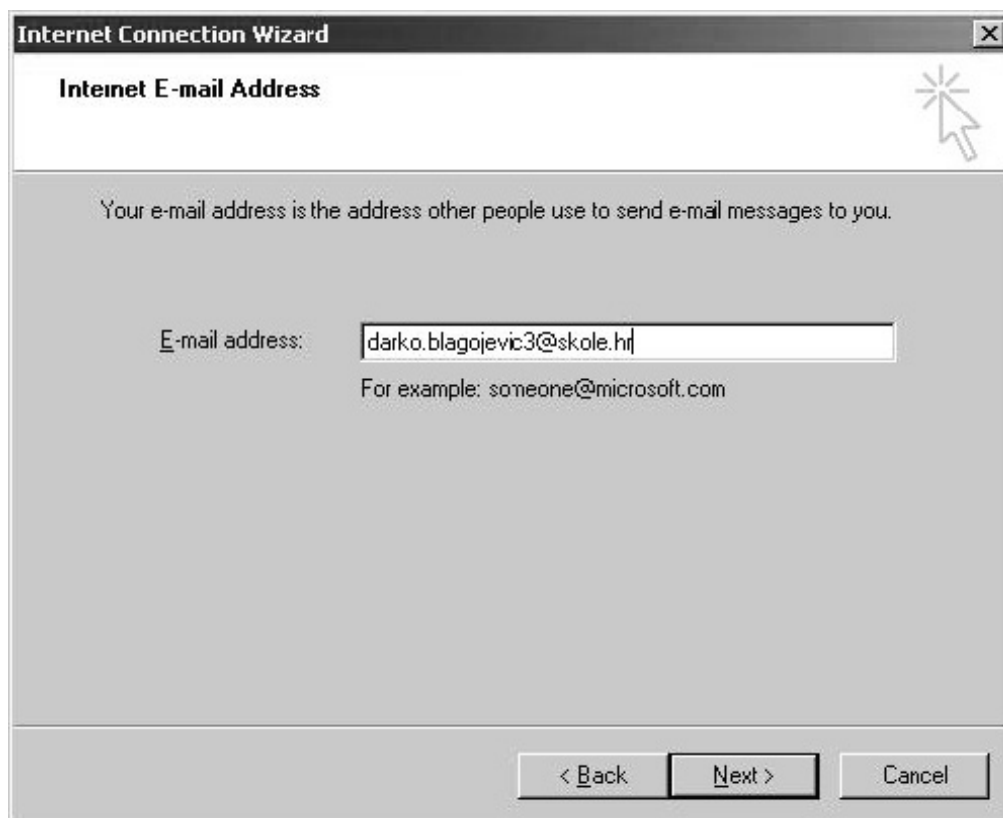 Internet Connection Wizard
Internet E-mail Address
Your e-mail address is the address other people use to send e-mail messages to you.
E-mail address: darko.blagojevic3@skole.hr
For example: someone@microsoft.com
< Back Next > Cancel